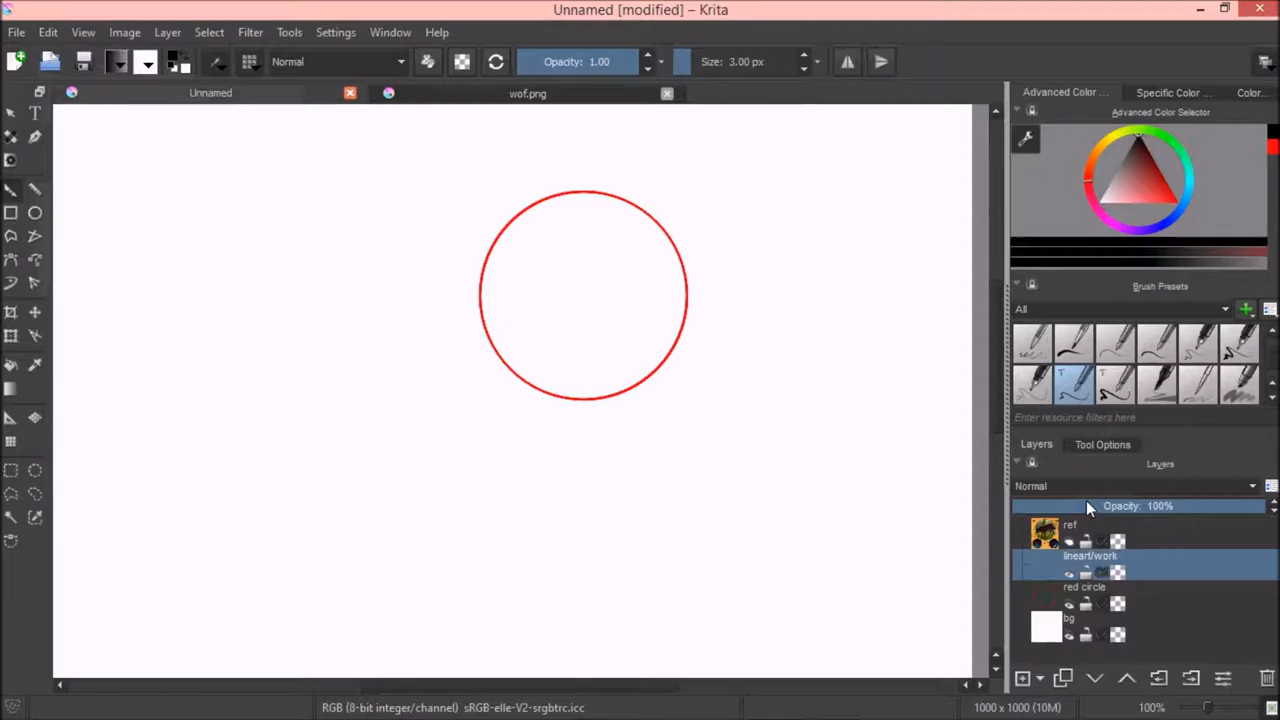 Unnamed [modified] – Krita
File Edit View Image Layer Select Filter Tools Settings Window Help
Normal Opacity: 1.00 Size: 3.00 px
Unnamed wof.png Advanced Color ... Specific Color ... Color...
Advanced Color Selector
Brush Presets
All
Enter resource filters here
Layers Tool Options
Layers
Normal
Opacity: 100%
ref
lineart/work
red circle
bg
RGB (8-bit integer/channel) sRGB-elle-V2-srgbtrc.icc 1000 x 1000 (10M) 100%